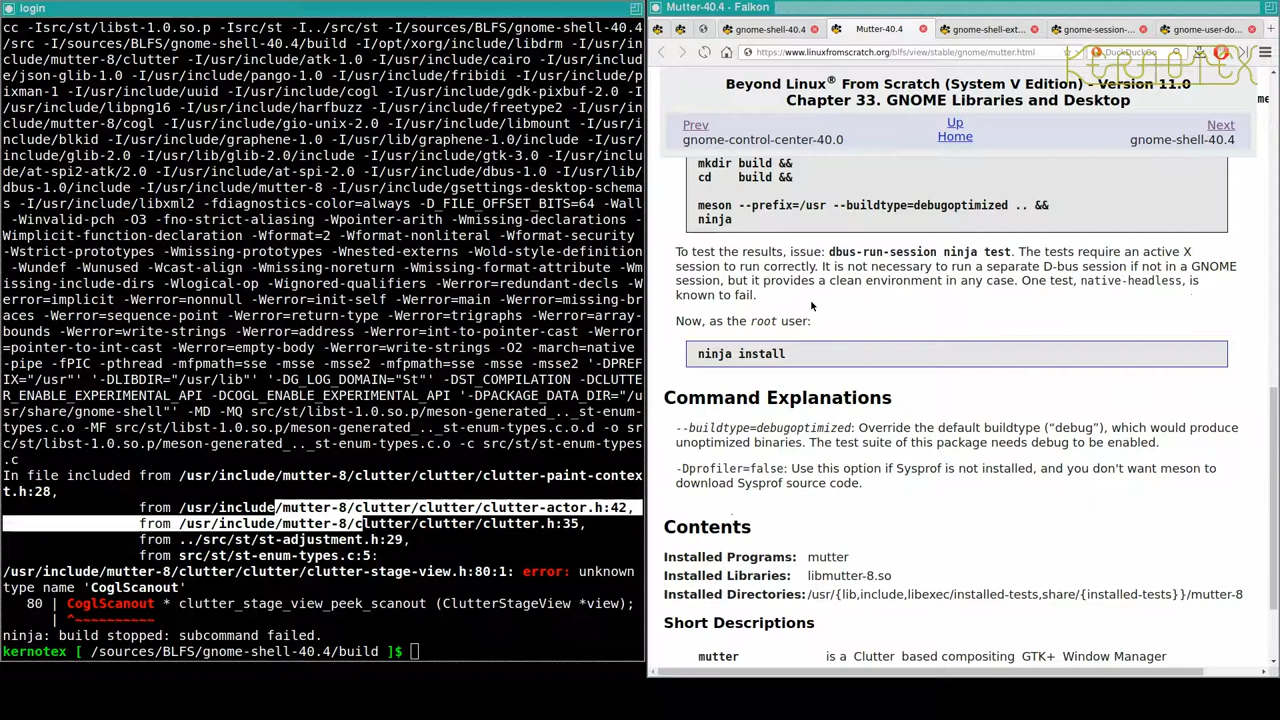 login
cc -Isrc/st/libst-1.0.so.p -Isrc/st -I../src/st -I/sources/BLFS/gnome-shell-40.4
/src -I/sources/BLFS/gnome-shell-40.4/build -I/opt/xorg/include/libdrm -I/usr/in
clude/mutter-8/clutter -I/usr/include/atk-1.0 -I/usr/include/cairo -I/usr/includ
e/json-glib-1.0 -I/usr/include/pango-1.0 -I/usr/include/fribidi -I/usr/include/p
ixman-1 -I/usr/include/uuid -I/usr/include/cogl -I/usr/include/gdk-pixbuf-2.0 -I
/usr/include/libpng16 -I/usr/include/harfbuzz -I/usr/include/freetype2 -I/usr/in
clude/mutter-8/cogl -I/usr/include/gio-unix-2.0 -I/usr/include/libmount -I/usr/i
nclude/blkid -I/usr/include/graphene-1.0 -I/usr/lib/graphene-1.0/include -I/usr/
include/glib-2.0 -I/usr/lib/glib-2.0/include -I/usr/include/gtk-3.0 -I/usr/inclu
de/at-spi2-atk/2.0 -I/usr/include/at-spi-2.0 -I/usr/include/dbus-1.0 -I/usr/lib/
dbus-1.0/include -I/usr/include/mutter-8 -I/usr/include/gsettings-desktop-schema
s -I/usr/include/libxml2 -fdiagnostics-color=always -D_FILE_OFFSET_BITS=64 -Wall
-Winvalid-pch -O3 -fno-strict-aliasing -Wpointer-arith -Wmissing-declarations -
Wimplicit-function-declaration -Wformat=2 -Wformat-nonliteral -Wformat-security
-Wstrict-prototypes -Wmissing-prototypes -Wnested-externs -Wold-style-definition
-Wundef -Wunused -Wcast-align -Wmissing-noreturn -Wmissing-format-attribute -Wm
issing-include-dirs -Wlogical-op -Wignored-qualifiers -Werror=redundant-decls -W
error=implicit -Werror=nonnull -Werror=init-self -Werror=main -Werror=missing-br
aces -Werror=sequence-point -Werror=return-type -Werror=trigraphs -Werror=array-
bounds -Werror=write-strings -Werror=address -Werror=int-to-pointer-cast -Werror
=pointer-to-int-cast -Werror=empty-body -Werror=write-strings -O2 -march=native
-pipe -fPIC -pthread -mfpmath=sse -msse -msse2 -mfpmath=sse -msse -msse2 '-DPREF
IX="/usr"' '-DLIBDIR="/usr/lib"' '-DG_LOG_DOMAIN="St"' -DST_COMPILATION -DCLUTTE
R_ENABLE_EXPERIMENTAL_API -DCOGL_ENABLE_EXPERIMENTAL_API '-DPACKAGE_DATA_DIR="/u
sr/share/gnome-shell"' -MD -MQ src/st/libst-1.0.so.p/meson-generated_.._st-enum-
types.c.o -MF src/st/libst-1.0.so.p/meson-generated_.._st-enum-types.c.o.d -o sr
c/st/libst-1.0.so.p/meson-generated_.._st-enum-types.c.o -c src/st/st-enum-types
.c
In file included from /usr/include/mutter-8/clutter/clutter/clutter-paint-contex
t.h:28,
from /usr/include/mutter-8/clutter/clutter/clutter-actor.h:42,
from /usr/include/mutter-8/clutter/clutter/clutter.h:35,
from ../src/st/st-adjustment.h:29,
from src/st/st-enum-types.c:5:
/usr/include/mutter-8/clutter/clutter/clutter-stage-view.h:80:1: error: unknown
type name 'CoglScanout'
80 | CoglScanout * clutter_stage_view_peek_scanout (ClutterStageView *view);
| ^~~~~~~~~~~
ninja: build stopped: subcommand failed.
kernotex [ /sources/BLFS/gnome-shell-40.4/build ]$
Mutter-40.4 - Falkon
gnome-shell-40.4
Mutter-40.4
gnome-shell-ext...
gnome-session-...
gnome-user-do...
https://www.linuxfromscratch.org/blfs/view/stable/gnome/mutter.html
DuckDuckGo
KERNOTEX
Beyond Linux® From Scratch (System V Edition) - Version 11.0
Chapter 33. GNOME Libraries and Desktop
Prev
Up
Next
gnome-control-center-40.0
Home
gnome-shell-40.4
mkdir build &&
cd build &&
meson --prefix=/usr --buildtype=debugoptimized .. &&
ninja
To test the results, issue: dbus-run-session ninja test. The tests require an active X
session to run correctly. It is not necessary to run a separate D-bus session if not in a GNOME
session, but it provides a clean environment in any case. One test, native-headless, is
known to fail.
Now, as the root user:
ninja install
Command Explanations
--buildtype=debugoptimized: Override the default buildtype (“debug”), which would produce
unoptimized binaries. The test suite of this package needs debug to be enabled.
-Dprofiler=false: Use this option if Sysprof is not installed, and you don't want meson to
download Sysprof source code.
Contents
Installed Programs: mutter
Installed Libraries: libmutter-8.so
Installed Directories: /usr/{lib,include,libexec/installed-tests,share/{installed-tests}}/mutter-8
Short Descriptions
mutter is a Clutter based compositing GTK+ Window Manager